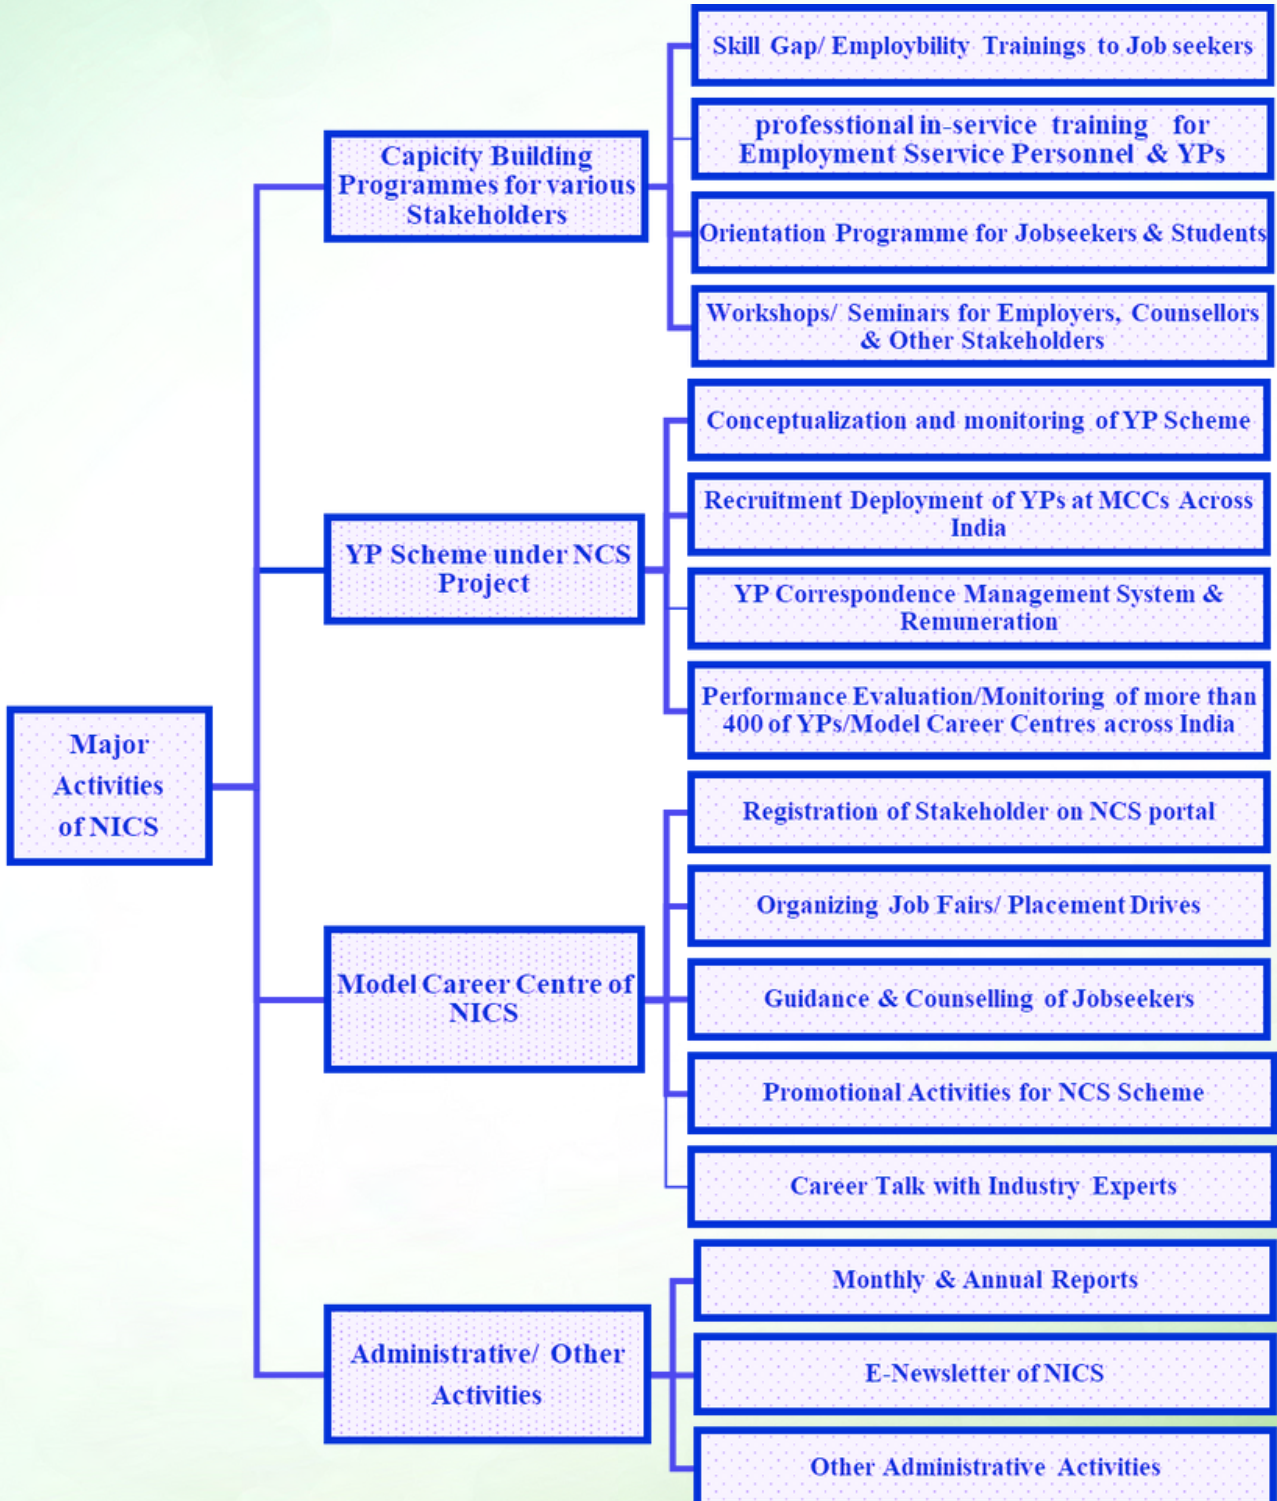 Major
Activities
of NICS
Capicity Building
Programmes for various
Stakeholders
Skill Gap/ Employbility Trainings to Job seekers
professtional in-service training for
Employment Sservice Personnel & YPs
Orientation Programme for Jobseekers & Students
Workshops/ Seminars for Employers, Counsellors
& Other Stakeholders
YP Scheme under NCS
Project
Conceptualization and monitoring of YP Scheme
Recruitment Deployment of YPs at MCCs Across
India
YP Correspondence Management System &
Remuneration
Performance Evaluation/Monitoring of more than
400 of YPs/Model Career Centres across India
Model Career Centre of
NICS
Registration of Stakeholder on NCS portal
Organizing Job Fairs/ Placement Drives
Guidance & Counselling of Jobseekers
Promotional Activities for NCS Scheme
Career Talk with Industry Experts
Administrative/ Other
Activities
Monthly & Annual Reports
E-Newsletter of NICS
Other Administrative Activities